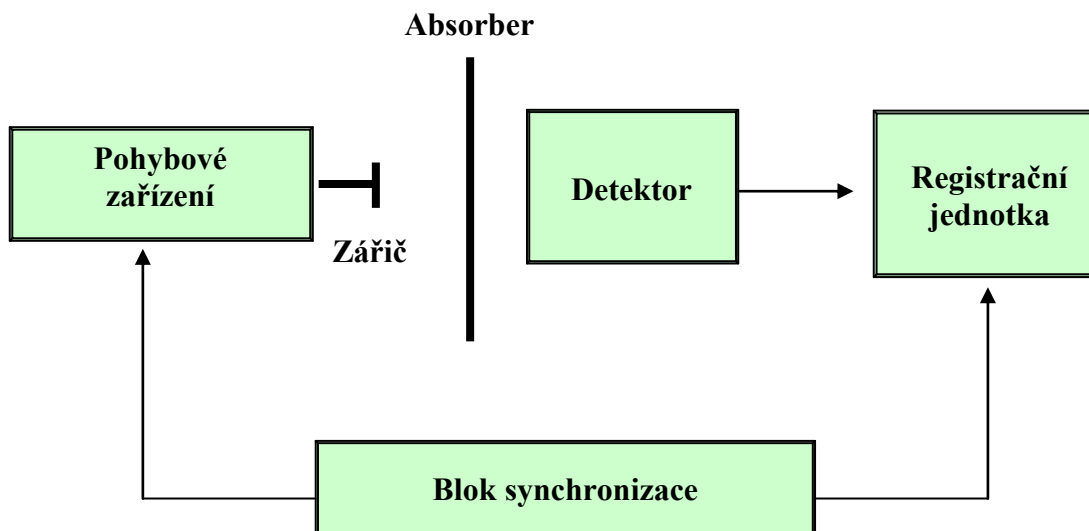 Absorber
Pohybové
zařízení
Zářič
Detektor
Registrační
jednotka
Blok synchronizace